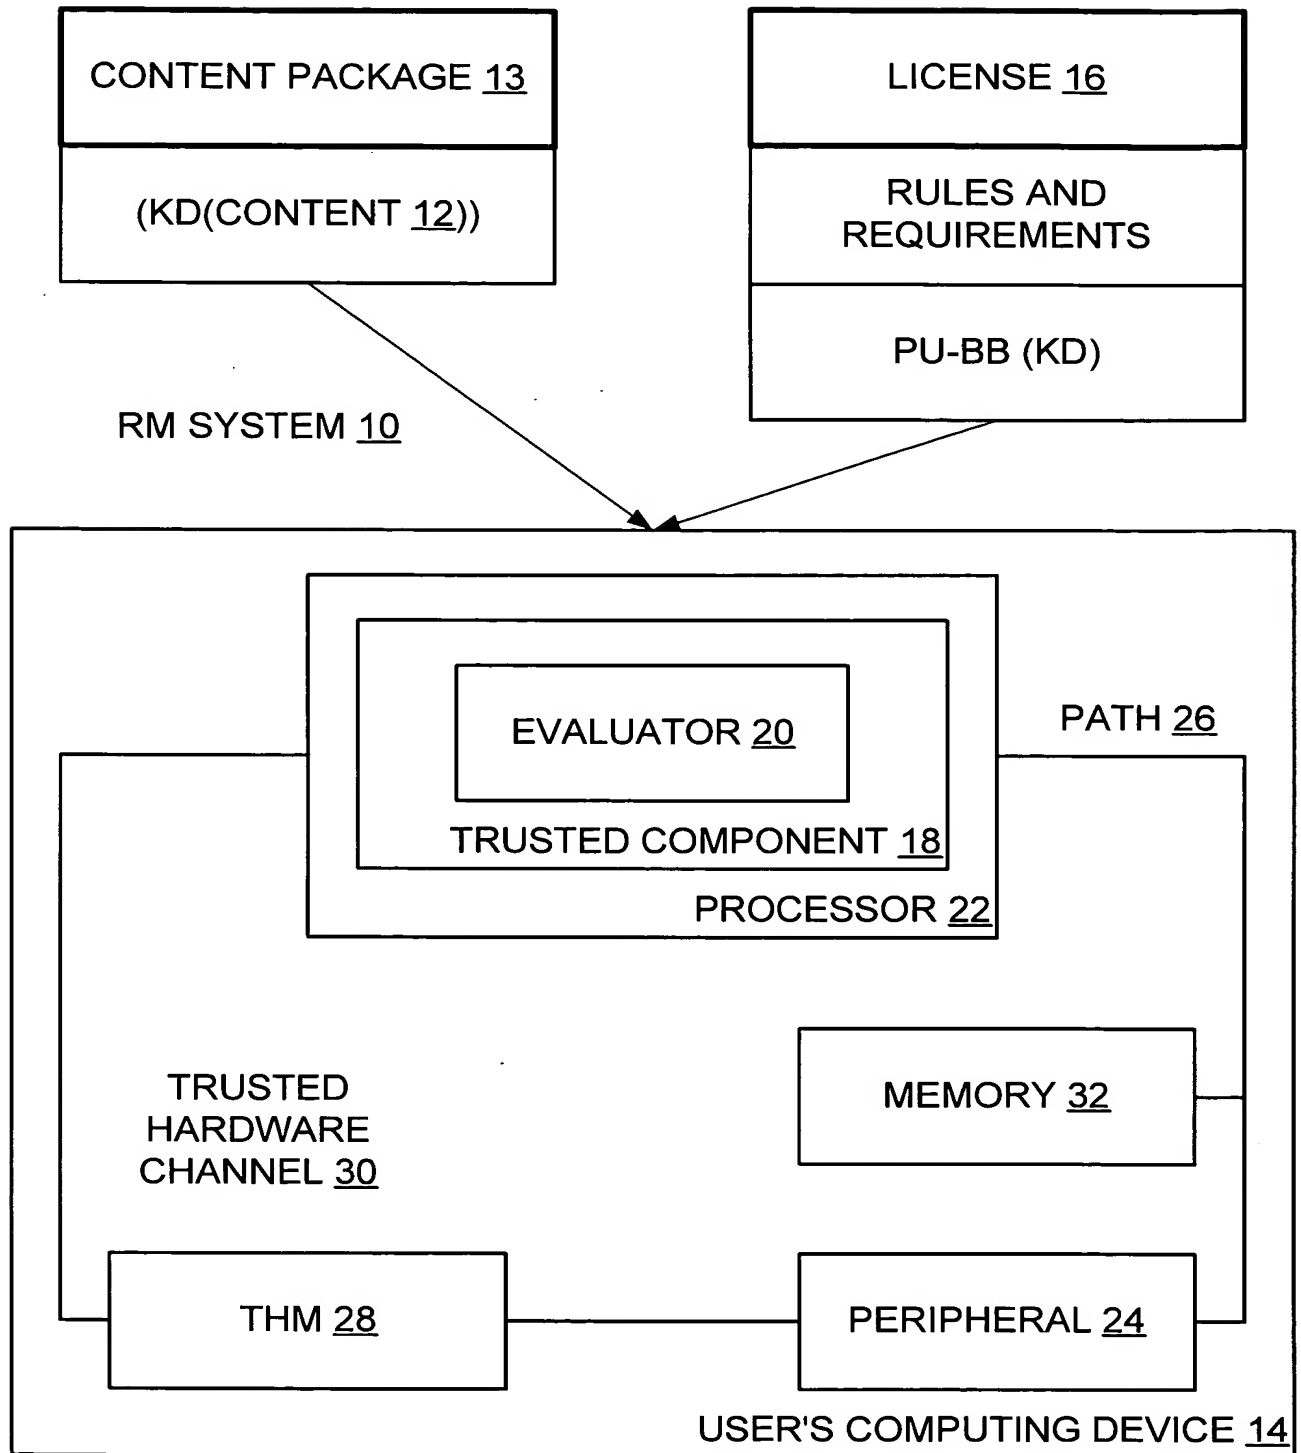 CONTENT PACKAGE 13
(KD(CONTENT 12))
LICENSE 16
RULES AND
REQUIREMENTS
PU-BB (KD)
RM SYSTEM 10
EVALUATOR 20
TRUSTED COMPONENT 18
PROCESSOR 22
PATH 26
TRUSTED
HARDWARE
CHANNEL 30
MEMORY 32
THM 28
PERIPHERAL 24
USER'S COMPUTING DEVICE 14